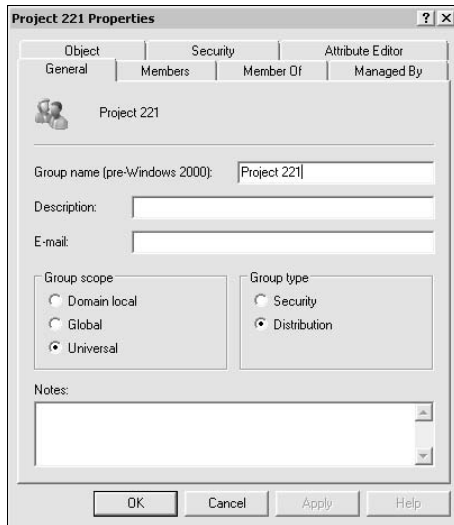 Project 221 Properties
? X
Object Security Attribute Editor
General Members Member Of Managed By
Project 221
Group name (pre-Windows 2000): Project 221
Description:
E-mail:
Group scope Group type
Domain local Security
Global Distribution
Universal
Notes:
OK Cancel Apply Help